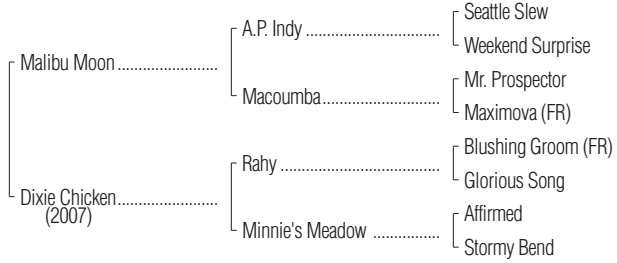 Seattle Slew
A.P. Indy
Weekend Surprise
Malibu Moon
Mr. Prospector
Macoumba
Maximova (FR)
Blushing Groom (FR)
Rahy
Glorious Song
Dixie Chicken
(2007)
Affirmed
Minnie's Meadow
Stormy Bend